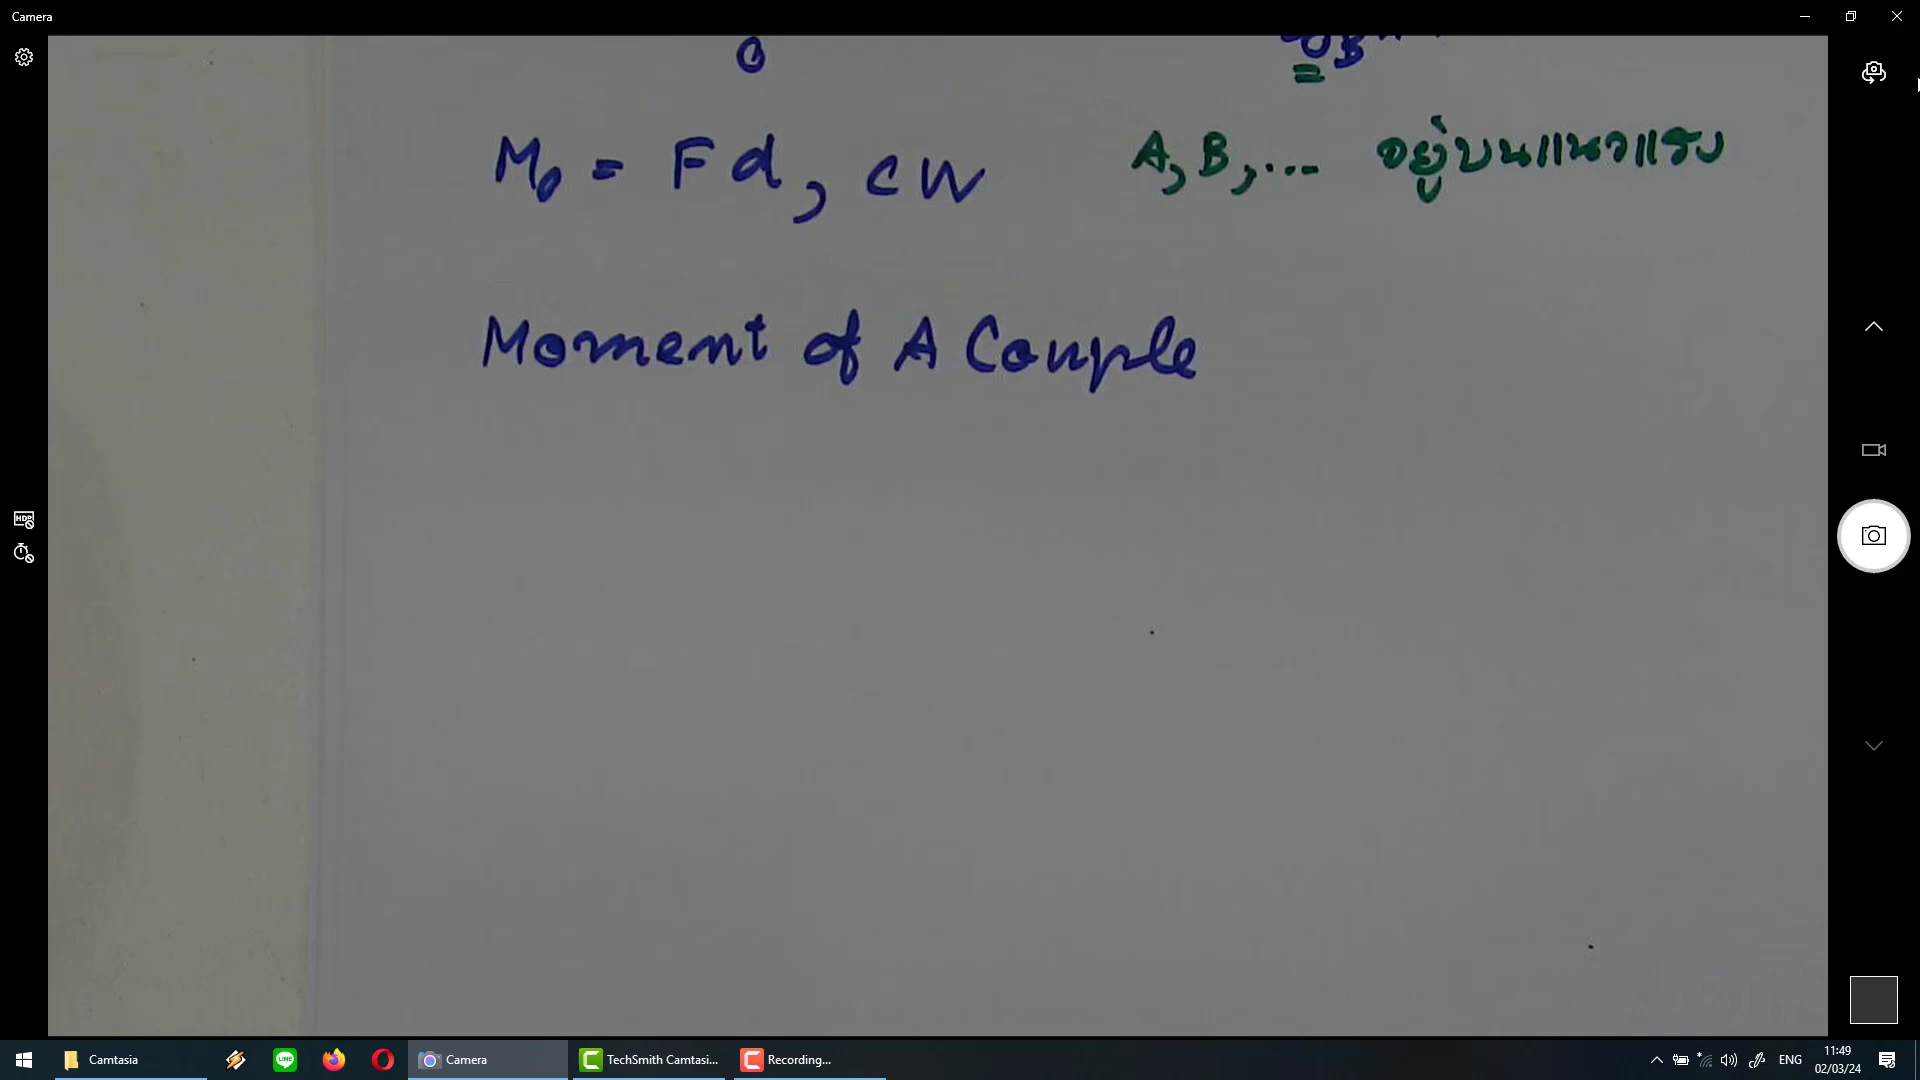 Camera
O
M₀ = Fd, CW
A, B, ... อยู่บนแนวแรง
Moment of A Couple
Camtasia
Camera
TechSmith Camtasi...
Recording...
ENG
11:49
02/03/24